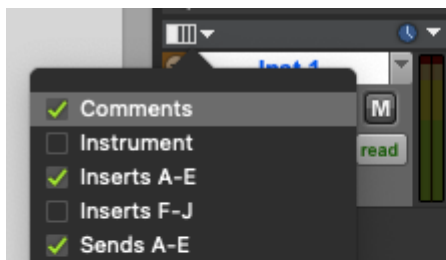 Inst 1
Comments
M
Instrument
read
Inserts A-E
Inserts F-J
Sends A-E